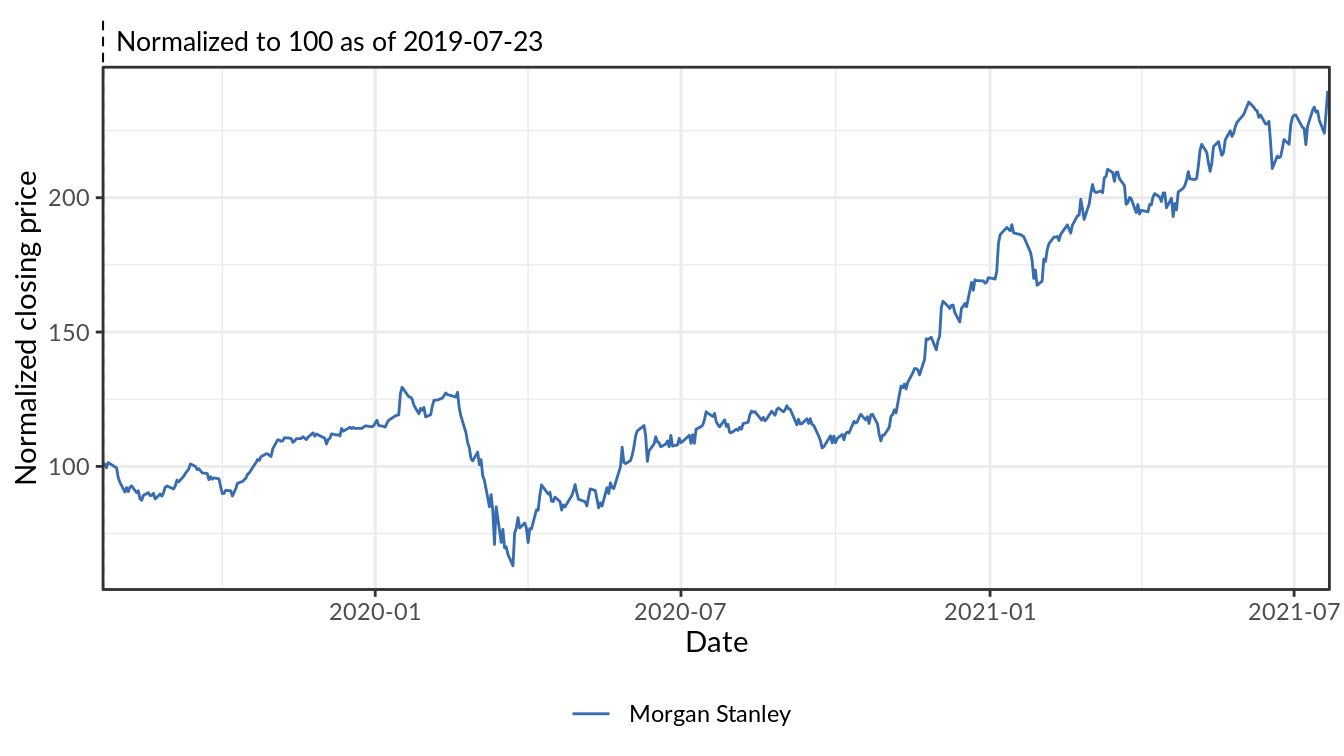 Normalized to 100 as of 2019-07-23
Normalized closing price
200
150
100
2020-01
2020-07
2021-01
2021-07
Date
Morgan Stanley